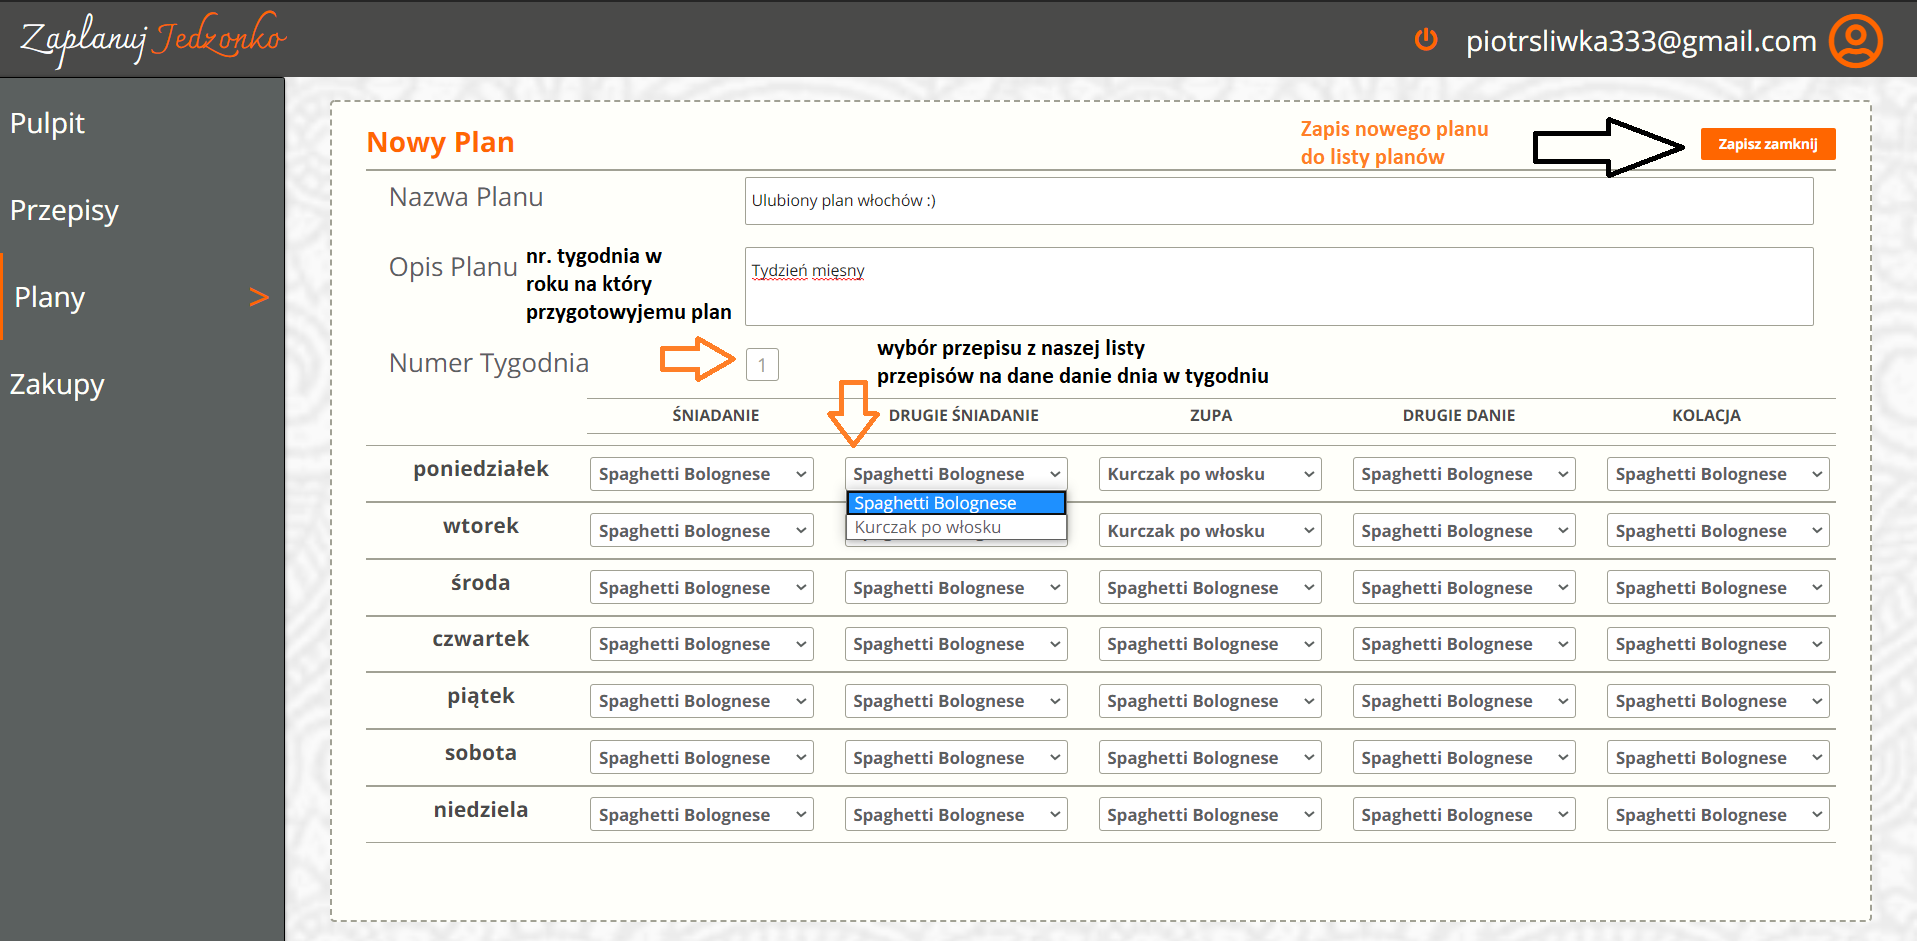 Zaplanuj Jedzonko
piotrsliwka333@gmail.com
Pulpit
Przepisy
Plany >
Zakupy
Nowy Plan
Zapis nowego planu
do listy planów
Zapisz zamknij
Nazwa Planu
Ulubiony plan włochów :)
Opis Planu
nr. tygodnia w
roku na który
przygotowyjemu plan
Tydzień mięsny
Numer Tygodnia
1
wybór przepisu z naszej listy
przepisów na dane danie dnia w tygodniu
ŚNIADANIE DRUGIE ŚNIADANIE ZUPA DRUGIE DANIE KOLACJA
poniedziałek Spaghetti Bolognese Spaghetti Bolognese Kurczak po włosku Spaghetti Bolognese Spaghetti Bolognese
Spaghetti Bolognese
Kurczak po włosku
wtorek Spaghetti Bolognese Kurczak po włosku Spaghetti Bolognese Spaghetti Bolognese
środa Spaghetti Bolognese Spaghetti Bolognese Spaghetti Bolognese Spaghetti Bolognese Spaghetti Bolognese
czwartek Spaghetti Bolognese Spaghetti Bolognese Spaghetti Bolognese Spaghetti Bolognese Spaghetti Bolognese
piątek Spaghetti Bolognese Spaghetti Bolognese Spaghetti Bolognese Spaghetti Bolognese Spaghetti Bolognese
sobota Spaghetti Bolognese Spaghetti Bolognese Spaghetti Bolognese Spaghetti Bolognese Spaghetti Bolognese
niedziela Spaghetti Bolognese Spaghetti Bolognese Spaghetti Bolognese Spaghetti Bolognese Spaghetti Bolognese